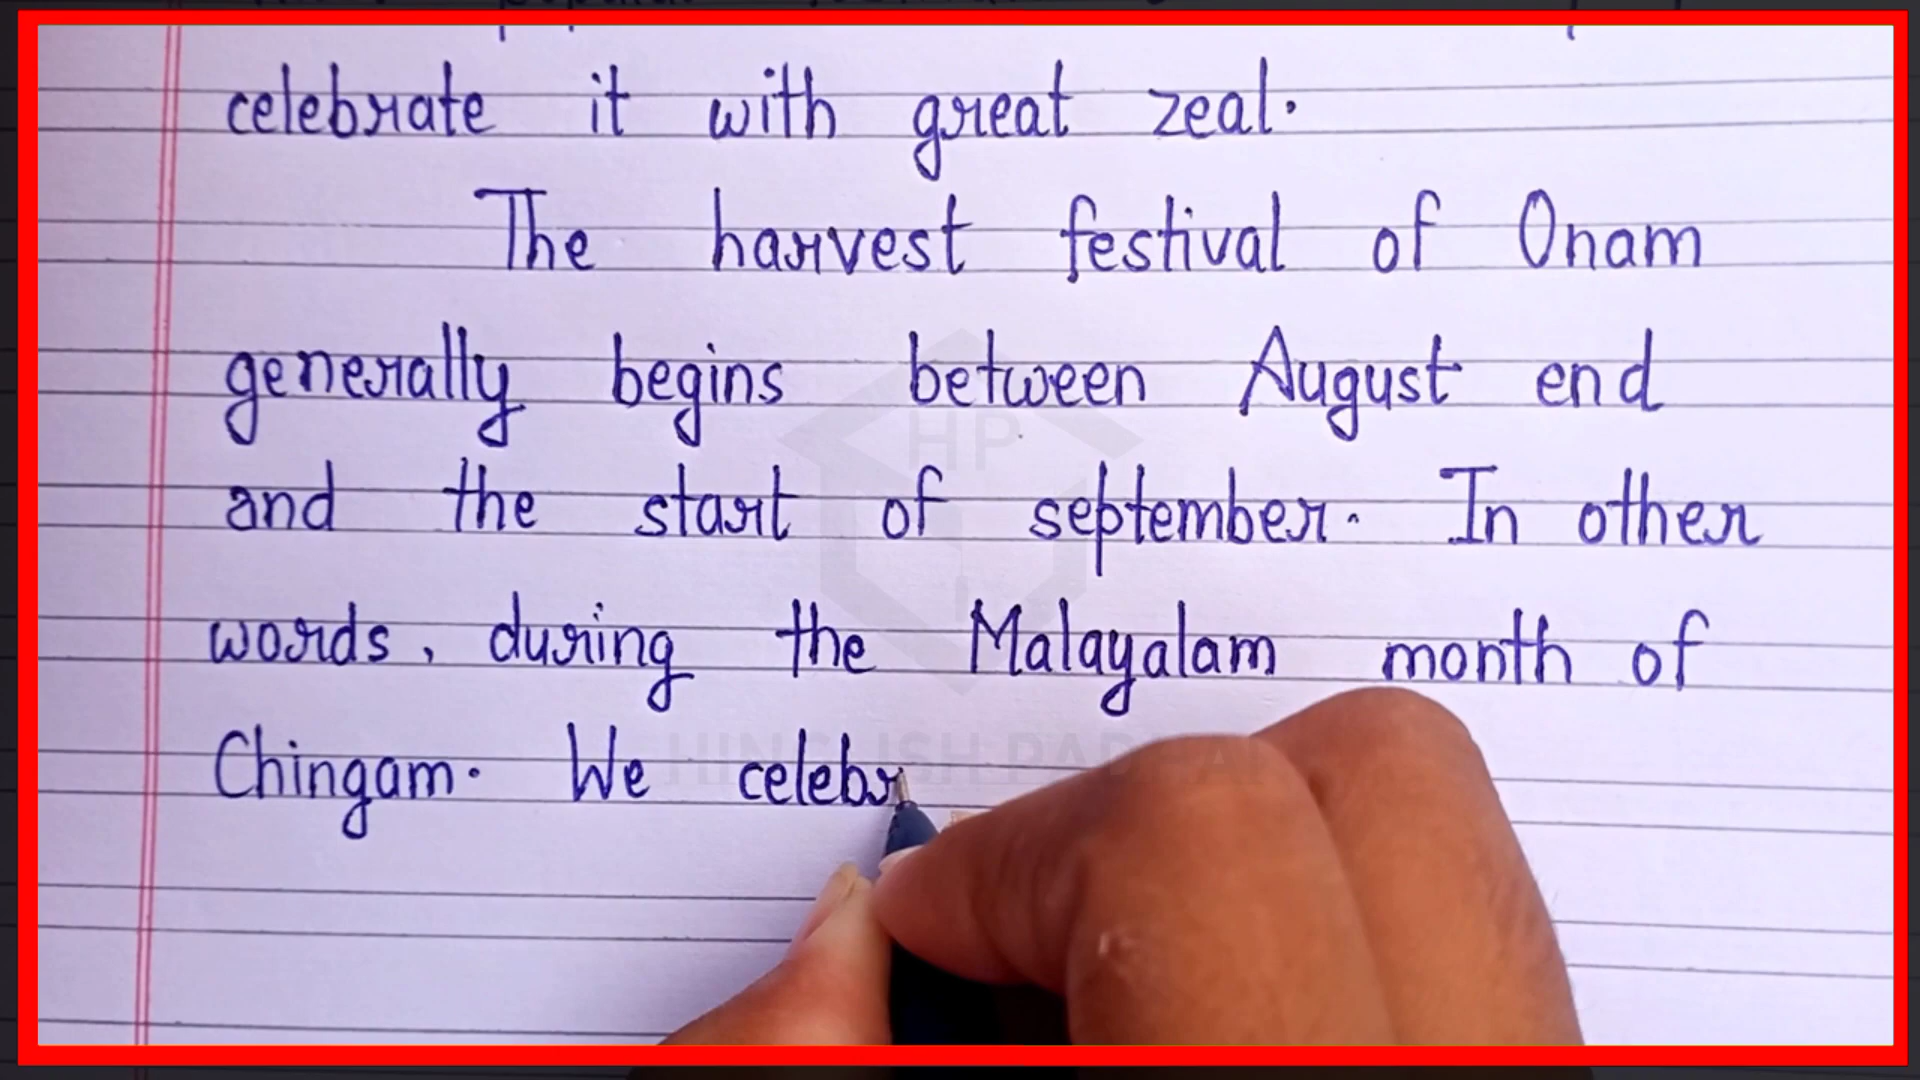 celebrate it with great zeal.
The harvest festival of Onam
generally begins between August end
and the start of september. In other
words, during the Malayalam month of
Chingam. We celebr
HP